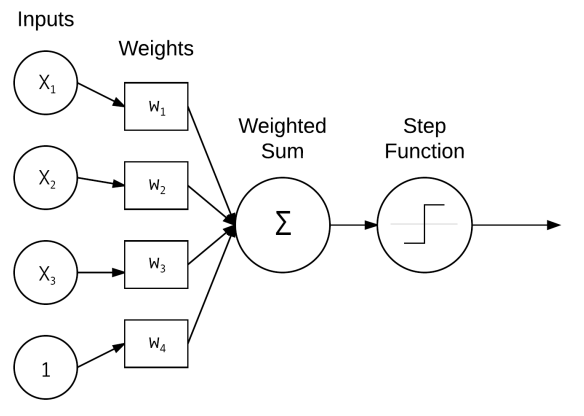 Inputs
Weights
X₁
w₁
Weighted
Sum
Step
Function
X₂
w₂
Σ
X₃
w₃
1
w₄